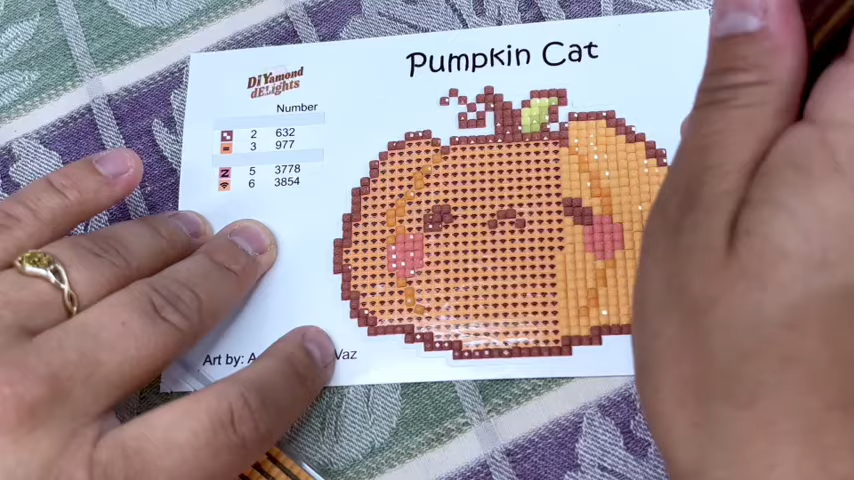 Pumpkin Cat
DiYamond
dELights
Number
2 632
3 977
5 3778
6 3854
Art by: Vaz